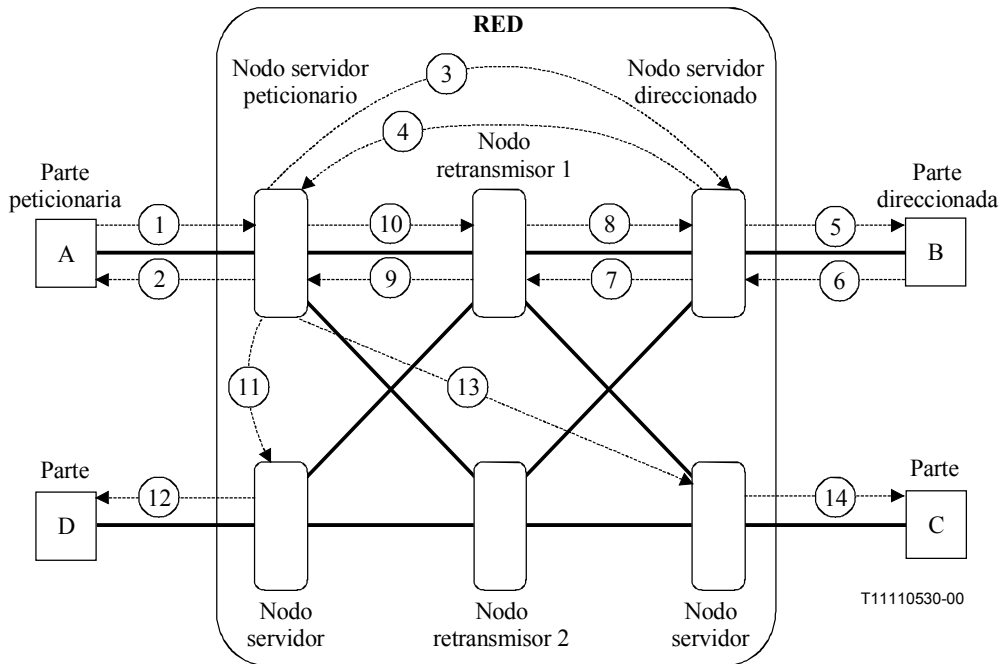 RED
Nodo servidor
peticionario
3
Nodo servidor
direccionado
4
Nodo
retransmisor 1
Parte
peticionaria
Parte
direccionada
1
10
8
5
A
B
2
9
7
6
11
13
Parte
Parte
12
14
D
C
Nodo
servidor
Nodo
retransmisor 2
Nodo
servidor
T11110530-00